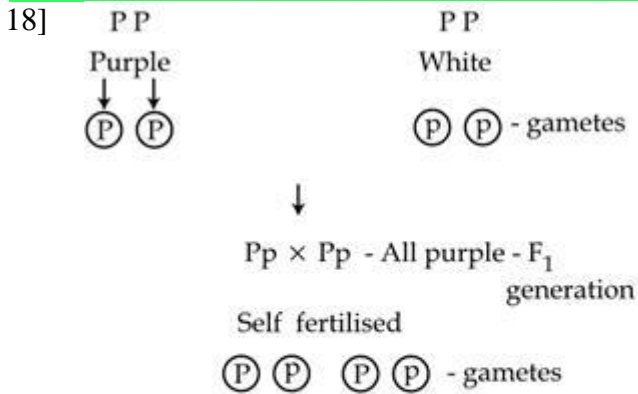 18] P P P P
Purple White
P P p p - gametes
Pp × Pp - All purple - F1
generation
Self fertilised
P p P p - gametes